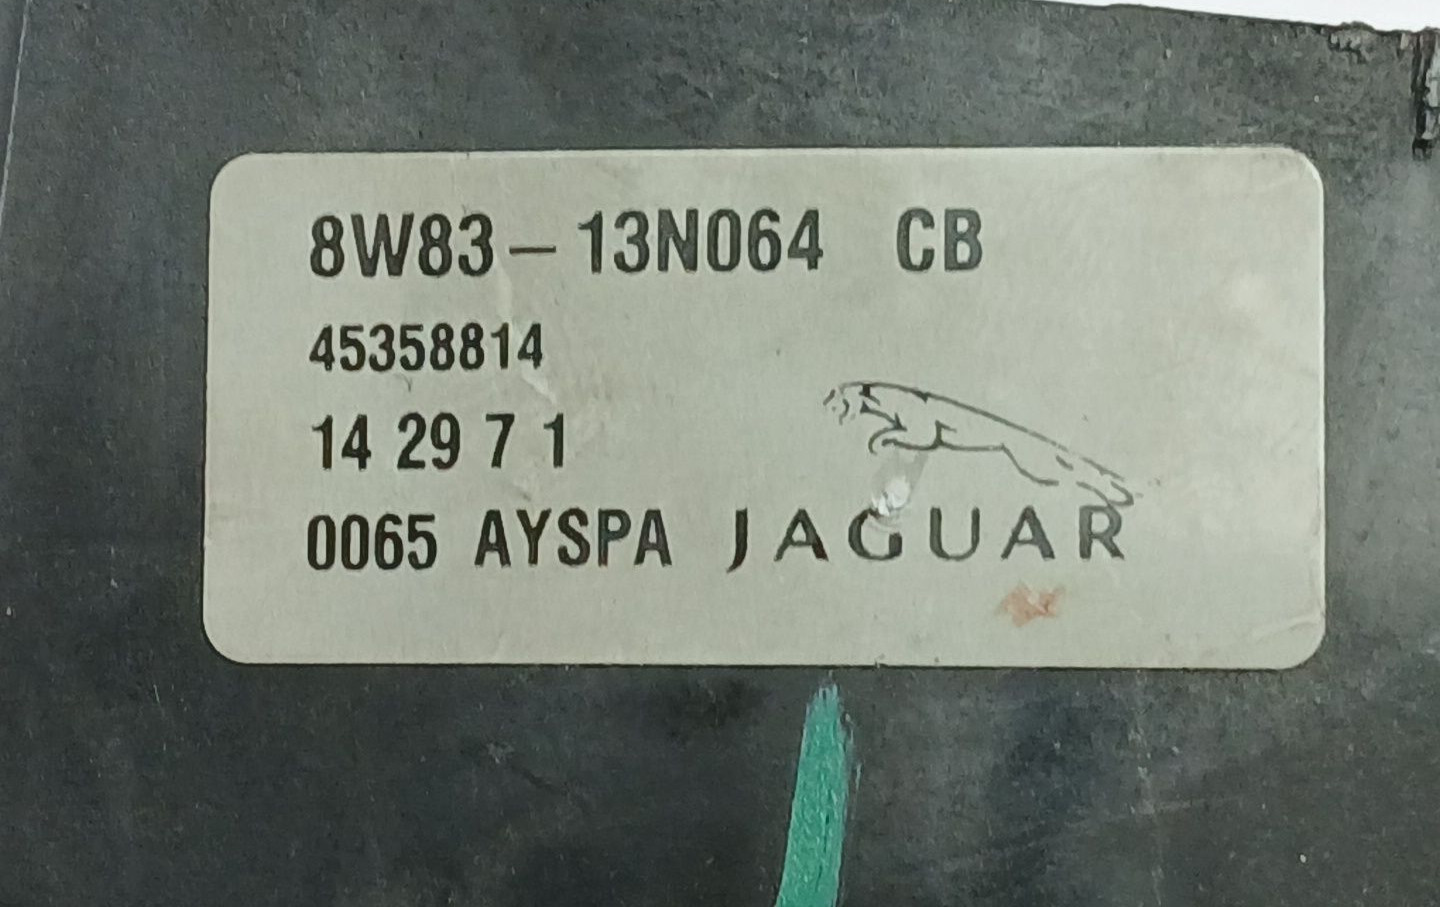 8W83-13N064 CB
45358814
14 29 7 1
0065 AYSPA JAGUAR